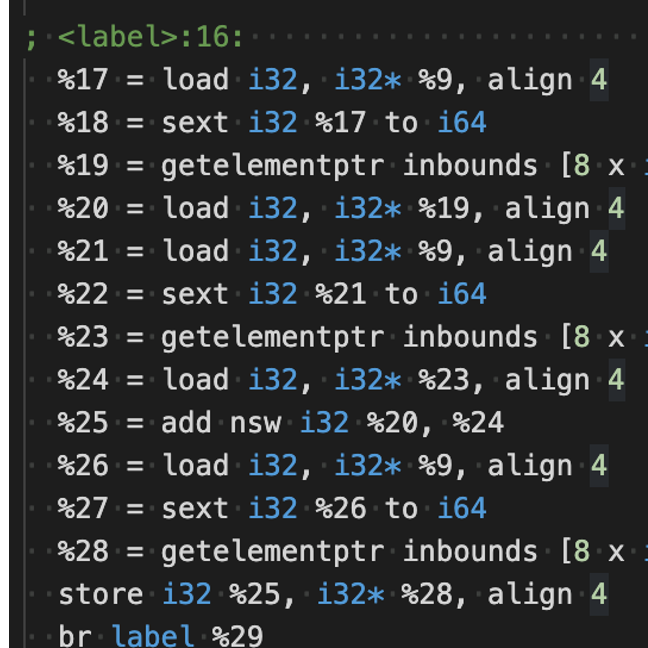 ; <label>:16:
%17 = load i32, i32* %9, align 4
%18 = sext i32 %17 to i64
%19 = getelementptr inbounds [8 x
%20 = load i32, i32* %19, align 4
%21 = load i32, i32* %9, align 4
%22 = sext i32 %21 to i64
%23 = getelementptr inbounds [8 x
%24 = load i32, i32* %23, align 4
%25 = add nsw i32 %20, %24
%26 = load i32, i32* %9, align 4
%27 = sext i32 %26 to i64
%28 = getelementptr inbounds [8 x
store i32 %25, i32* %28, align 4
br label %29